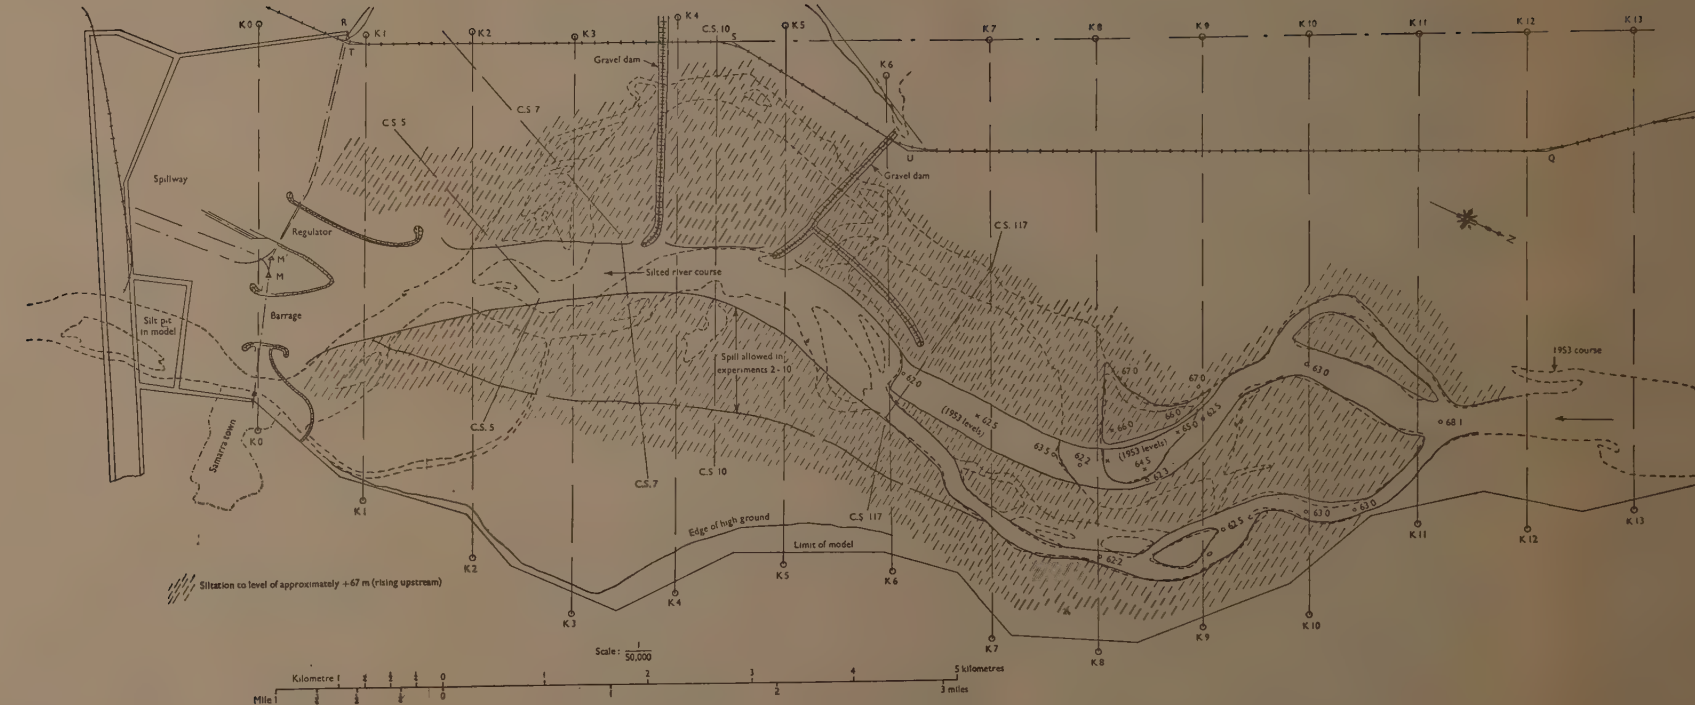 K0
R
K1
K2
K3
K4
C.S. 10
S
K5
K7
K8
K9
K10
K11
K12
K13
T
Gravel dam
K6
C.S. 5
C.S. 7
U
Q
Gravel dam
Spillway
Regulator
C.S. 117
N
M'
M
Silted river course
Silt pit
in model
Barrage
Spill allowed in
experiments 2 - 10
1953 course
62.0
67.0
67.0
63.0
(1953 levels)
62.5
66.0
66.0
65.0
62.5
68.1
63.5
62.2
(1953 levels)
64.5
62.3
K0
Samarra town
C.S. 5
C.S. 10
C.S. 7
C.S. 117
K1
Edge of high ground
Limit of model
62.5
63.0
63.0
62.2
K2
K3
K4
K5
K6
K7
K8
K9
K10
K11
K12
K13
Siltation to level of approximately +67 m (rising upstream)
Scale: 1/50,000
Kilometre 1 0 1 2 3 4 5 kilometres
Mile 1 0 1 2 3 miles